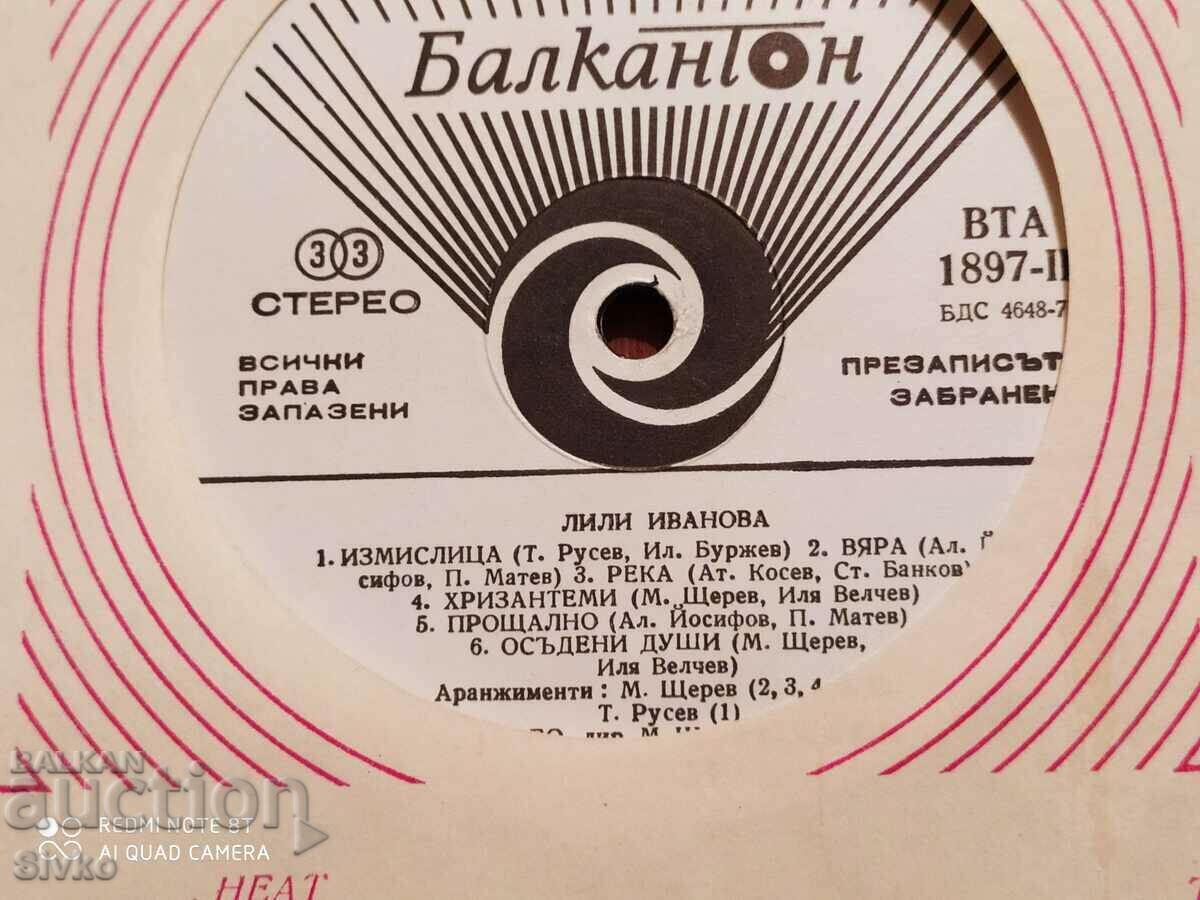 БалканТон
33
СТЕРЕО
ВСИЧКИ
ПРАВА
ЗАПАЗЕНИ
ВТА
1897-II
БДС 4648-7
ПРЕЗАПИСЪТ
ЗАБРАНЕН
ЛИЛИ ИВАНОВА
1. ИЗМИСЛИЦА (Т. Русев, Ил. Буржев) 2. ВЯРА (Ал. Й
сифов, П. Матев) 3. РЕКА (Ат. Косев, Ст. Банков)
4. ХРИЗАНТЕМИ (М. Щерев, Иля Велчев)
5. ПРОЩАЛНО (Ал. Йосифов, П. Матев)
6. ОСЪДЕНИ ДУШИ (М. Щерев,
Иля Велчев)
Аранжименти: М. Щерев (2, 3, 4
Т. Русев (1)
BALKAN
auction
REDMI NOTE 8T
AI QUAD CAMERA
Sivko
HEAT